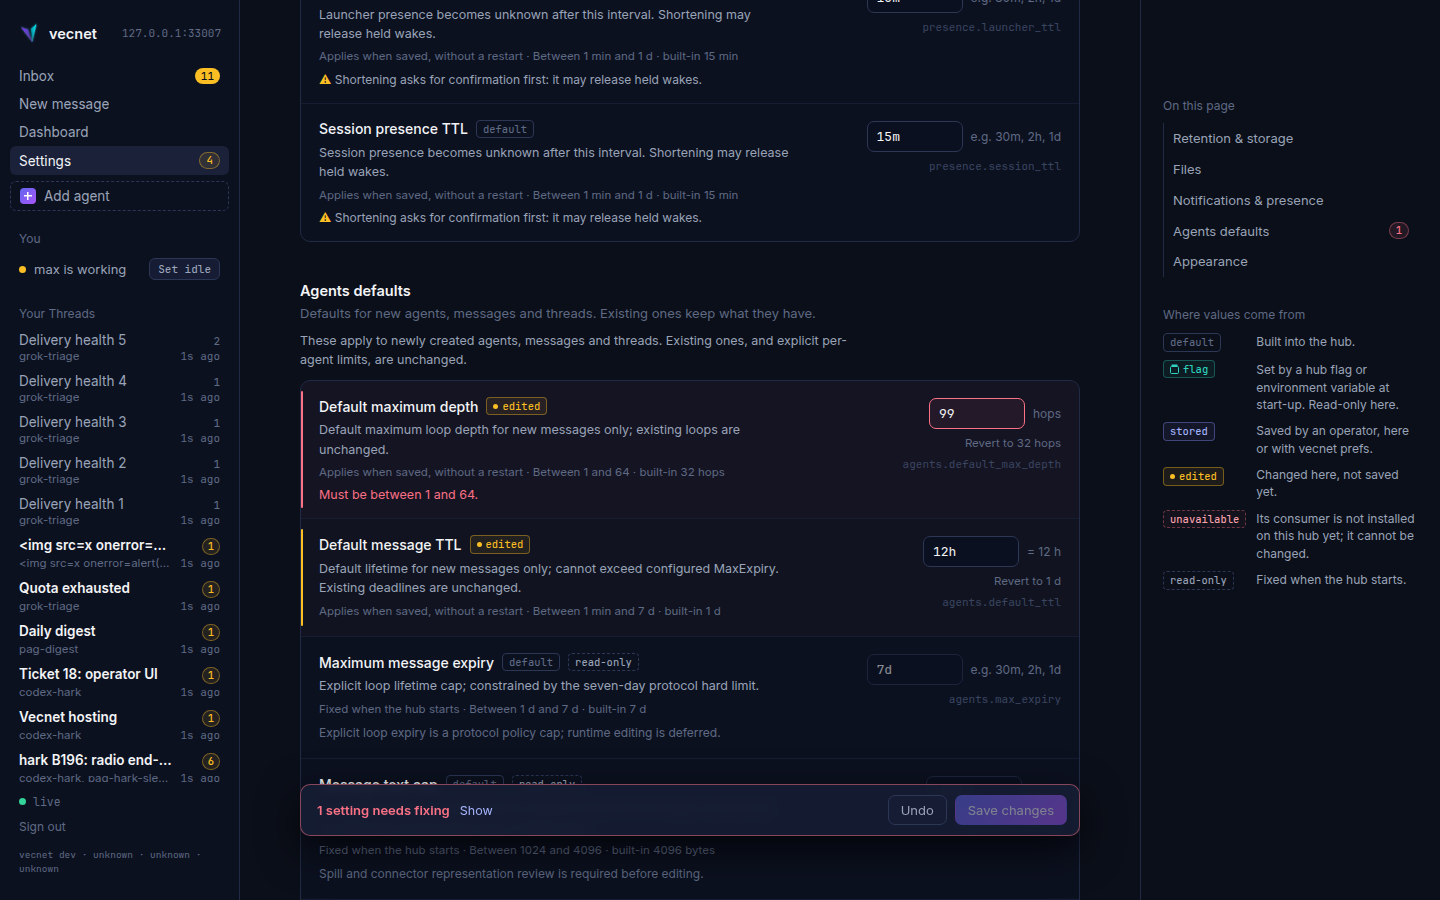 vecnet 127.0.0.1:33007
Inbox 11
New message
Dashboard
Settings 4
+ Add agent
You
max is working Set idle
Your Threads
Delivery health 5 2
grok-triage 1s ago
Delivery health 4 1
grok-triage 1s ago
Delivery health 3 1
grok-triage 1s ago
Delivery health 2 1
grok-triage 1s ago
Delivery health 1 1
grok-triage 1s ago
<img src=x onerror=... 1
<img src=x onerror=alert(... 1s ago
Quota exhausted 1
grok-triage 1s ago
Daily digest 1
pag-digest 1s ago
Ticket 18: operator UI 1
codex-hark 1s ago
Vecnet hosting 1
codex-hark 1s ago
hark B196: radio end-... 6
codex-hark, pag-hark-sle... 1s ago
live
Sign out
vecnet dev · unknown · unknown ·
unknown
Launcher presence becomes unknown after this interval. Shortening may
release held wakes.
presence.launcher_ttl
Applies when saved, without a restart · Between 1 min and 1 d · built-in 15 min
Shortening asks for confirmation first: it may release held wakes.
Session presence TTL default
15m e.g. 30m, 2h, 1d
Session presence becomes unknown after this interval. Shortening may release
held wakes.
presence.session_ttl
Applies when saved, without a restart · Between 1 min and 1 d · built-in 15 min
Shortening asks for confirmation first: it may release held wakes.
Agents defaults
Defaults for new agents, messages and threads. Existing ones keep what they have.
These apply to newly created agents, messages and threads. Existing ones, and explicit per-
agent limits, are unchanged.
Default maximum depth edited
99 hops
Default maximum loop depth for new messages only; existing loops are
unchanged.
Revert to 32 hops
agents.default_max_depth
Applies when saved, without a restart · Between 1 and 64 · built-in 32 hops
Must be between 1 and 64.
Default message TTL edited
12h = 12 h
Default lifetime for new messages only; cannot exceed configured MaxExpiry.
Existing deadlines are unchanged.
Revert to 1 d
agents.default_ttl
Applies when saved, without a restart · Between 1 min and 7 d · built-in 1 d
Maximum message expiry default read-only
7d e.g. 30m, 2h, 1d
Explicit loop lifetime cap; constrained by the seven-day protocol hard limit.
agents.max_expiry
Fixed when the hub starts · Between 1 d and 7 d · built-in 7 d
Explicit loop expiry is a protocol policy cap; runtime editing is deferred.
Message text cap default read-only
1 setting needs fixing Show Undo Save changes
Fixed when the hub starts · Between 1024 and 4096 · built-in 4096 bytes
Spill and connector representation review is required before editing.
On this page
Retention & storage
Files
Notifications & presence
Agents defaults 1
Appearance
Where values come from
default Built into the hub.
flag Set by a hub flag or
environment variable at
start-up. Read-only here.
stored Saved by an operator, here
or with vecnet prefs.
edited Changed here, not saved
yet.
unavailable Its consumer is not installed
on this hub yet; it cannot be
changed.
read-only Fixed when the hub starts.